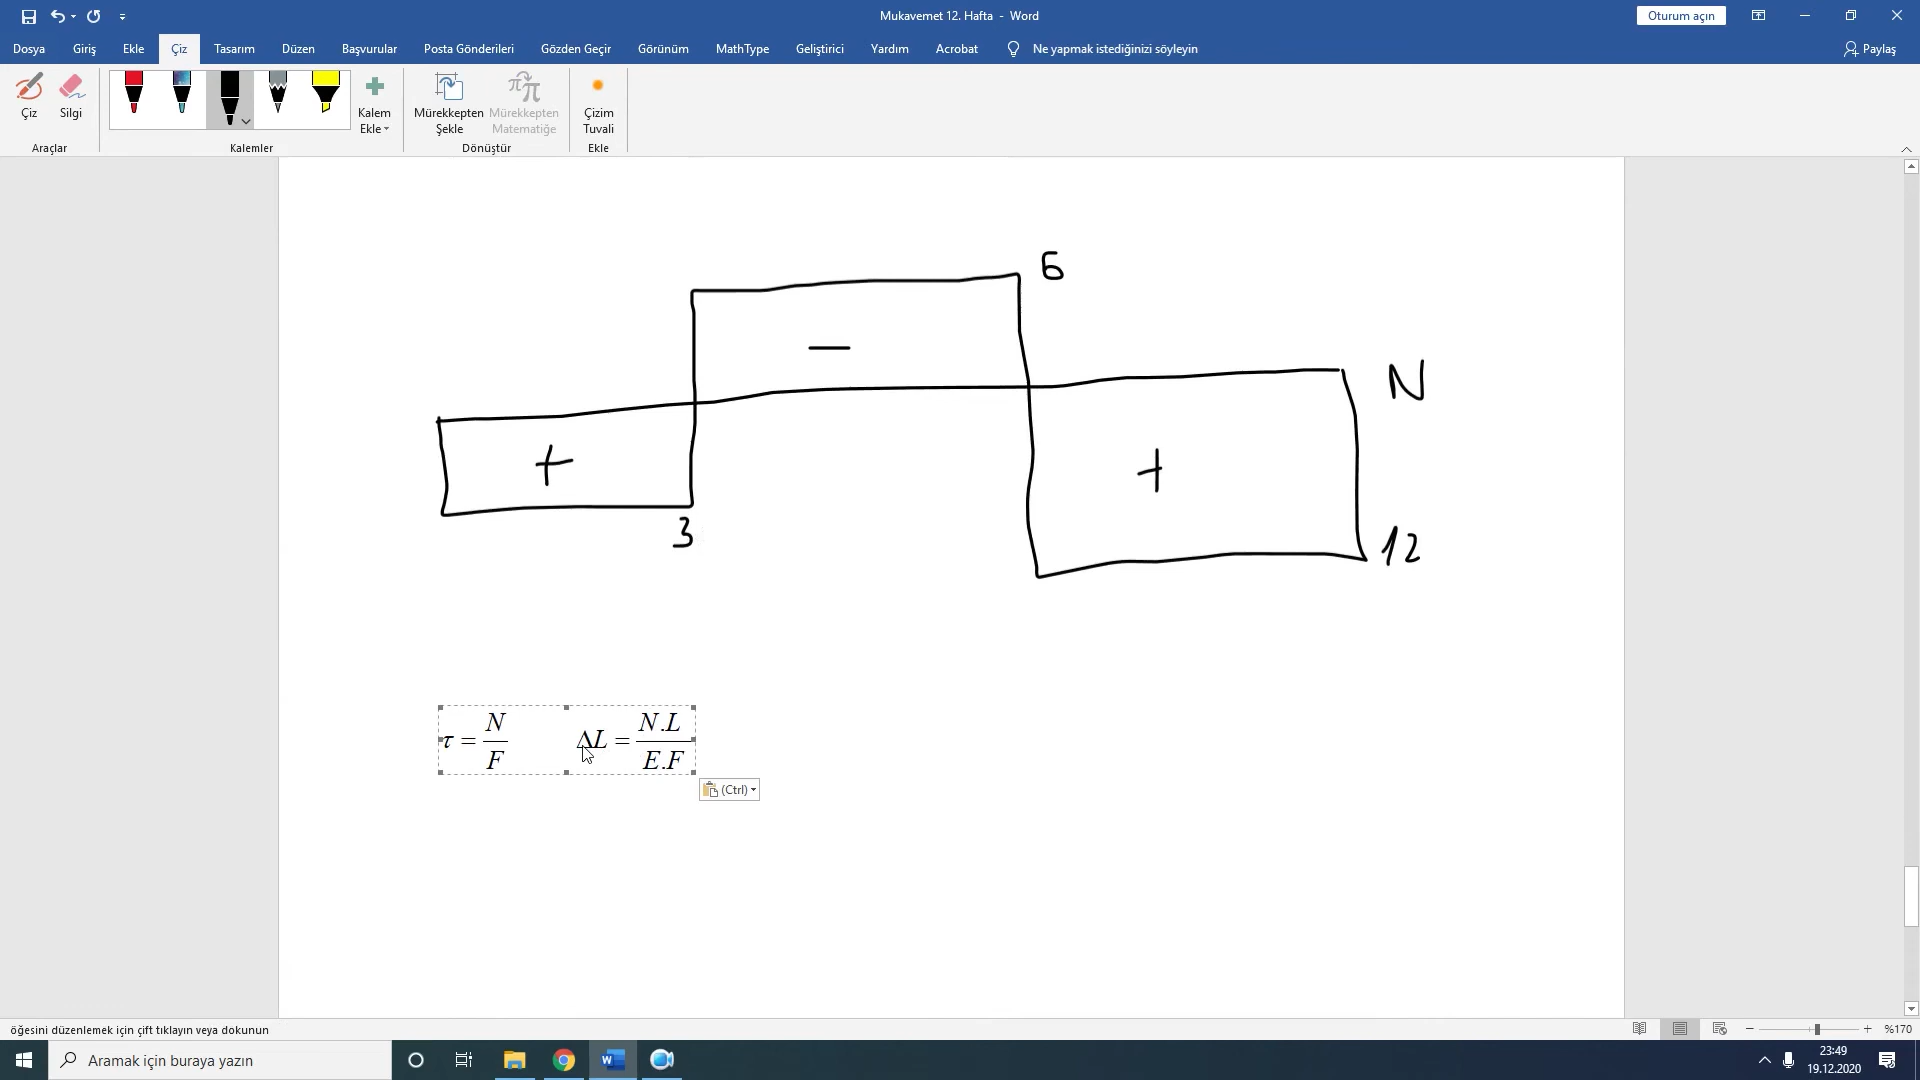 Mukavemet 12. Hafta - Word
Oturum açın
Dosya Giriş Ekle Çiz Tasarım Düzen Başvurular Posta Gönderileri Gözden Geçir Görünüm MathType Geliştirici Yardım Acrobat Ne yapmak istediğinizi söyleyin Paylaş
Çiz
Silgi
Kalem Ekle
Mürekkepten Şekle
Mürekkepten Matematiğe
Çizim Tuvali
Araçlar
Kalemler
Dönüştür
Ekle
6
−
N
+
+
3
12
τ = N/F ΔL = N.L/E.F
(Ctrl)
öğesini düzenlemek için çift tıklayın veya dokunun
%170
Aramak için buraya yazın
23:49
19.12.2020